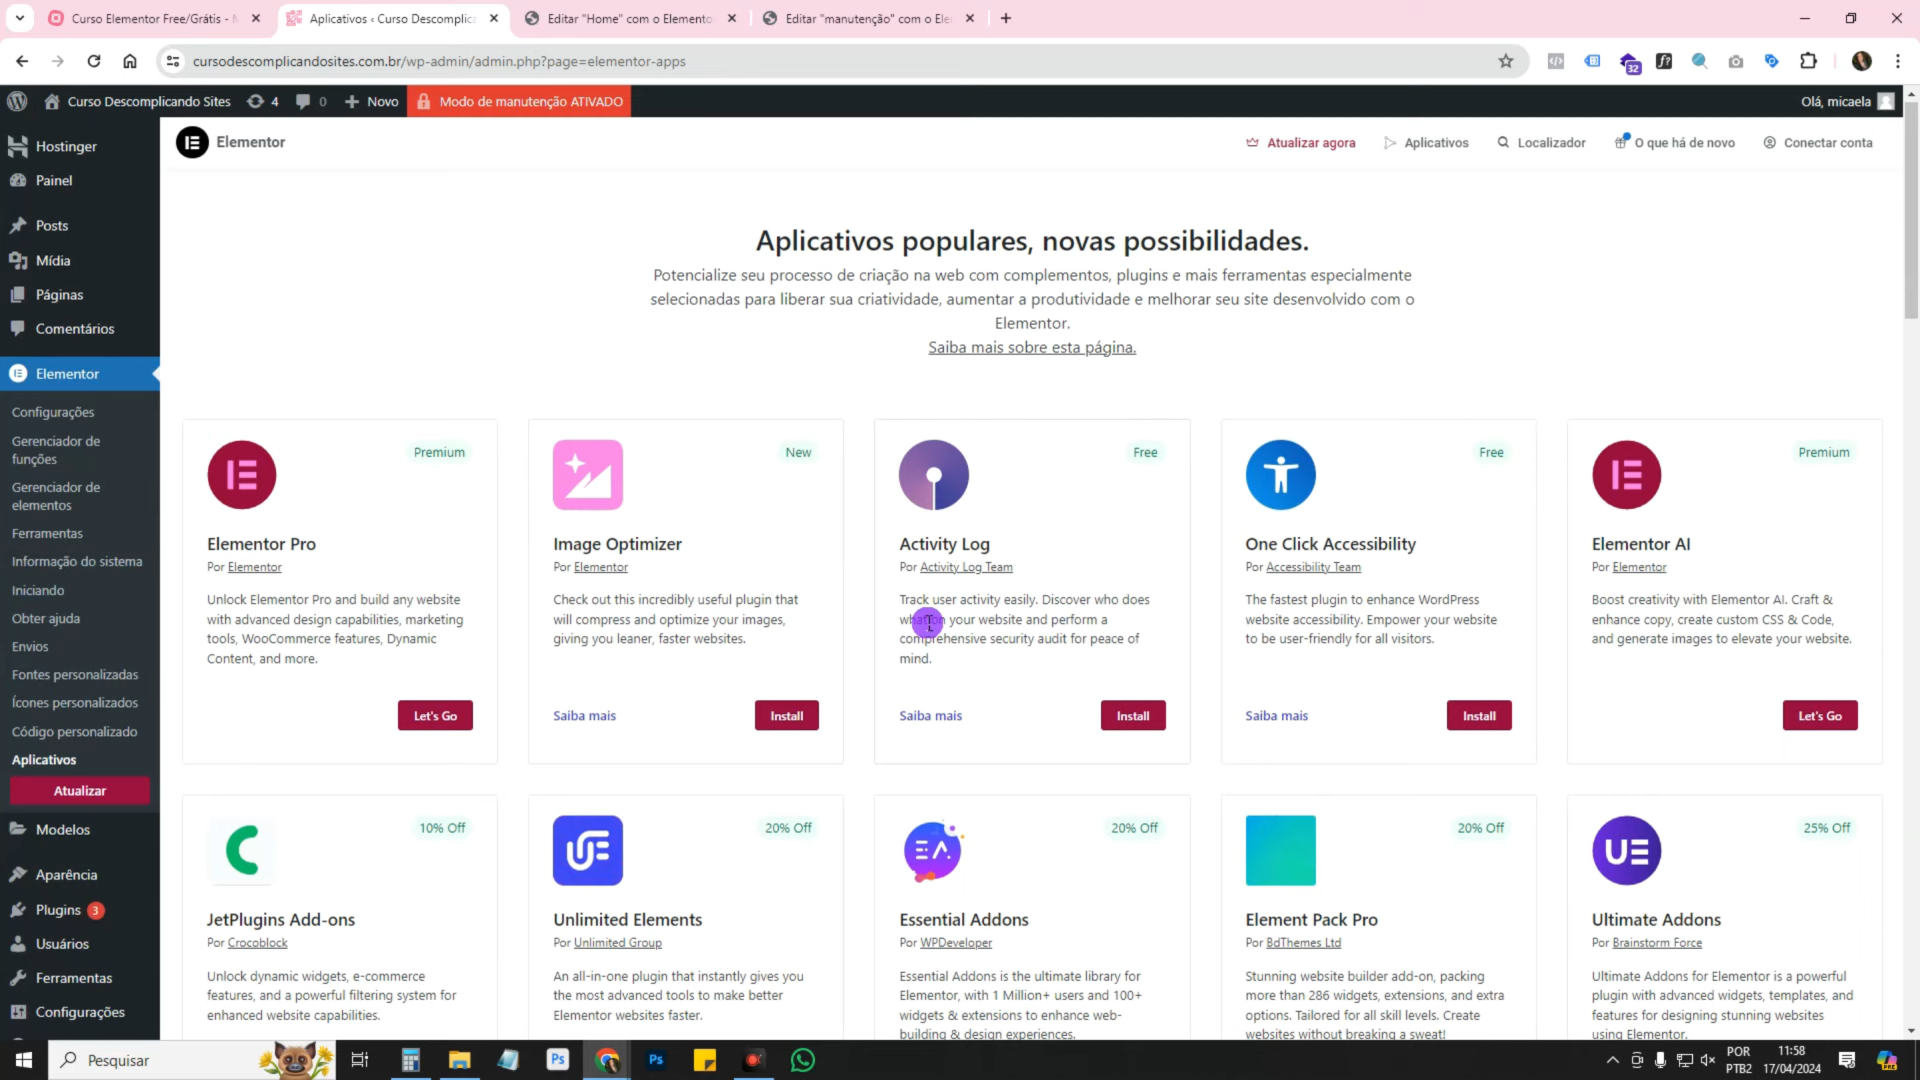 Curso Elementor Free/Grátis -
Aplicativos ‹ Curso Descomplica
Editar "Home" com o Elemento
Editar "manutenção" com o Ele
cursodescomplicandosites.com.br/wp-admin/admin.php?page=elementor-apps
32
Curso Descomplicando Sites
4
0
Novo
Modo de manutenção ATIVADO
Olá, micaela
Hostinger
Painel
Posts
Mídia
Páginas
Comentários
Elementor
Configurações
Gerenciador de
funções
Gerenciador de
elementos
Ferramentas
Informação do sistema
Iniciando
Obter ajuda
Envios
Fontes personalizadas
Ícones personalizados
Código personalizado
Aplicativos
Atualizar
Modelos
Aparência
Plugins 3
Usuários
Ferramentas
Configurações
Elementor
Atualizar agora
Aplicativos
Localizador
O que há de novo
Conectar conta
Aplicativos populares, novas possibilidades.
Potencialize seu processo de criação na web com complementos, plugins e mais ferramentas especialmente
selecionadas para liberar sua criatividade, aumentar a produtividade e melhorar seu site desenvolvido com o
Elementor.
Saiba mais sobre esta página.
Premium
Elementor Pro
Por Elementor
Unlock Elementor Pro and build any website
with advanced design capabilities, marketing
tools, WooCommerce features, Dynamic
Content, and more.
Let's Go
New
Image Optimizer
Por Elementor
Check out this incredibly useful plugin that
will compress and optimize your images,
giving you leaner, faster websites.
Saiba mais
Install
Free
Activity Log
Por Activity Log Team
Track user activity easily. Discover who does
what on your website and perform a
comprehensive security audit for peace of
mind.
Saiba mais
Install
Free
One Click Accessibility
Por Accessibility Team
The fastest plugin to enhance WordPress
website accessibility. Empower your website
to be user-friendly for all visitors.
Saiba mais
Install
Premium
Elementor AI
Por Elementor
Boost creativity with Elementor AI. Craft &
enhance copy, create custom CSS & Code,
and generate images to elevate your website.
Let's Go
10% Off
JetPlugins Add-ons
Por Crocoblock
Unlock dynamic widgets, e-commerce
features, and a powerful filtering system for
enhanced website capabilities.
20% Off
Unlimited Elements
Por Unlimited Group
An all-in-one plugin that instantly gives you
the most advanced tools to make better
Elementor websites faster.
20% Off
Essential Addons
Por WPDeveloper
Essential Addons is the ultimate library for
Elementor, with 1 Million+ users and 100+
widgets & extensions to enhance web-
building & design experiences.
20% Off
Element Pack Pro
Por BdThemes Ltd
Stunning website builder add-on, packing
more than 286 widgets, extensions, and extra
options. Tailored for all skill levels. Create
websites without breaking a sweat!
25% Off
Ultimate Addons
Por Brainstorm Force
Ultimate Addons for Elementor is a powerful
plugin with advanced widgets, templates, and
features for designing stunning websites
using Elementor.
Pesquisar
Ps
Ps
POR
PTB2
11:58
17/04/2024